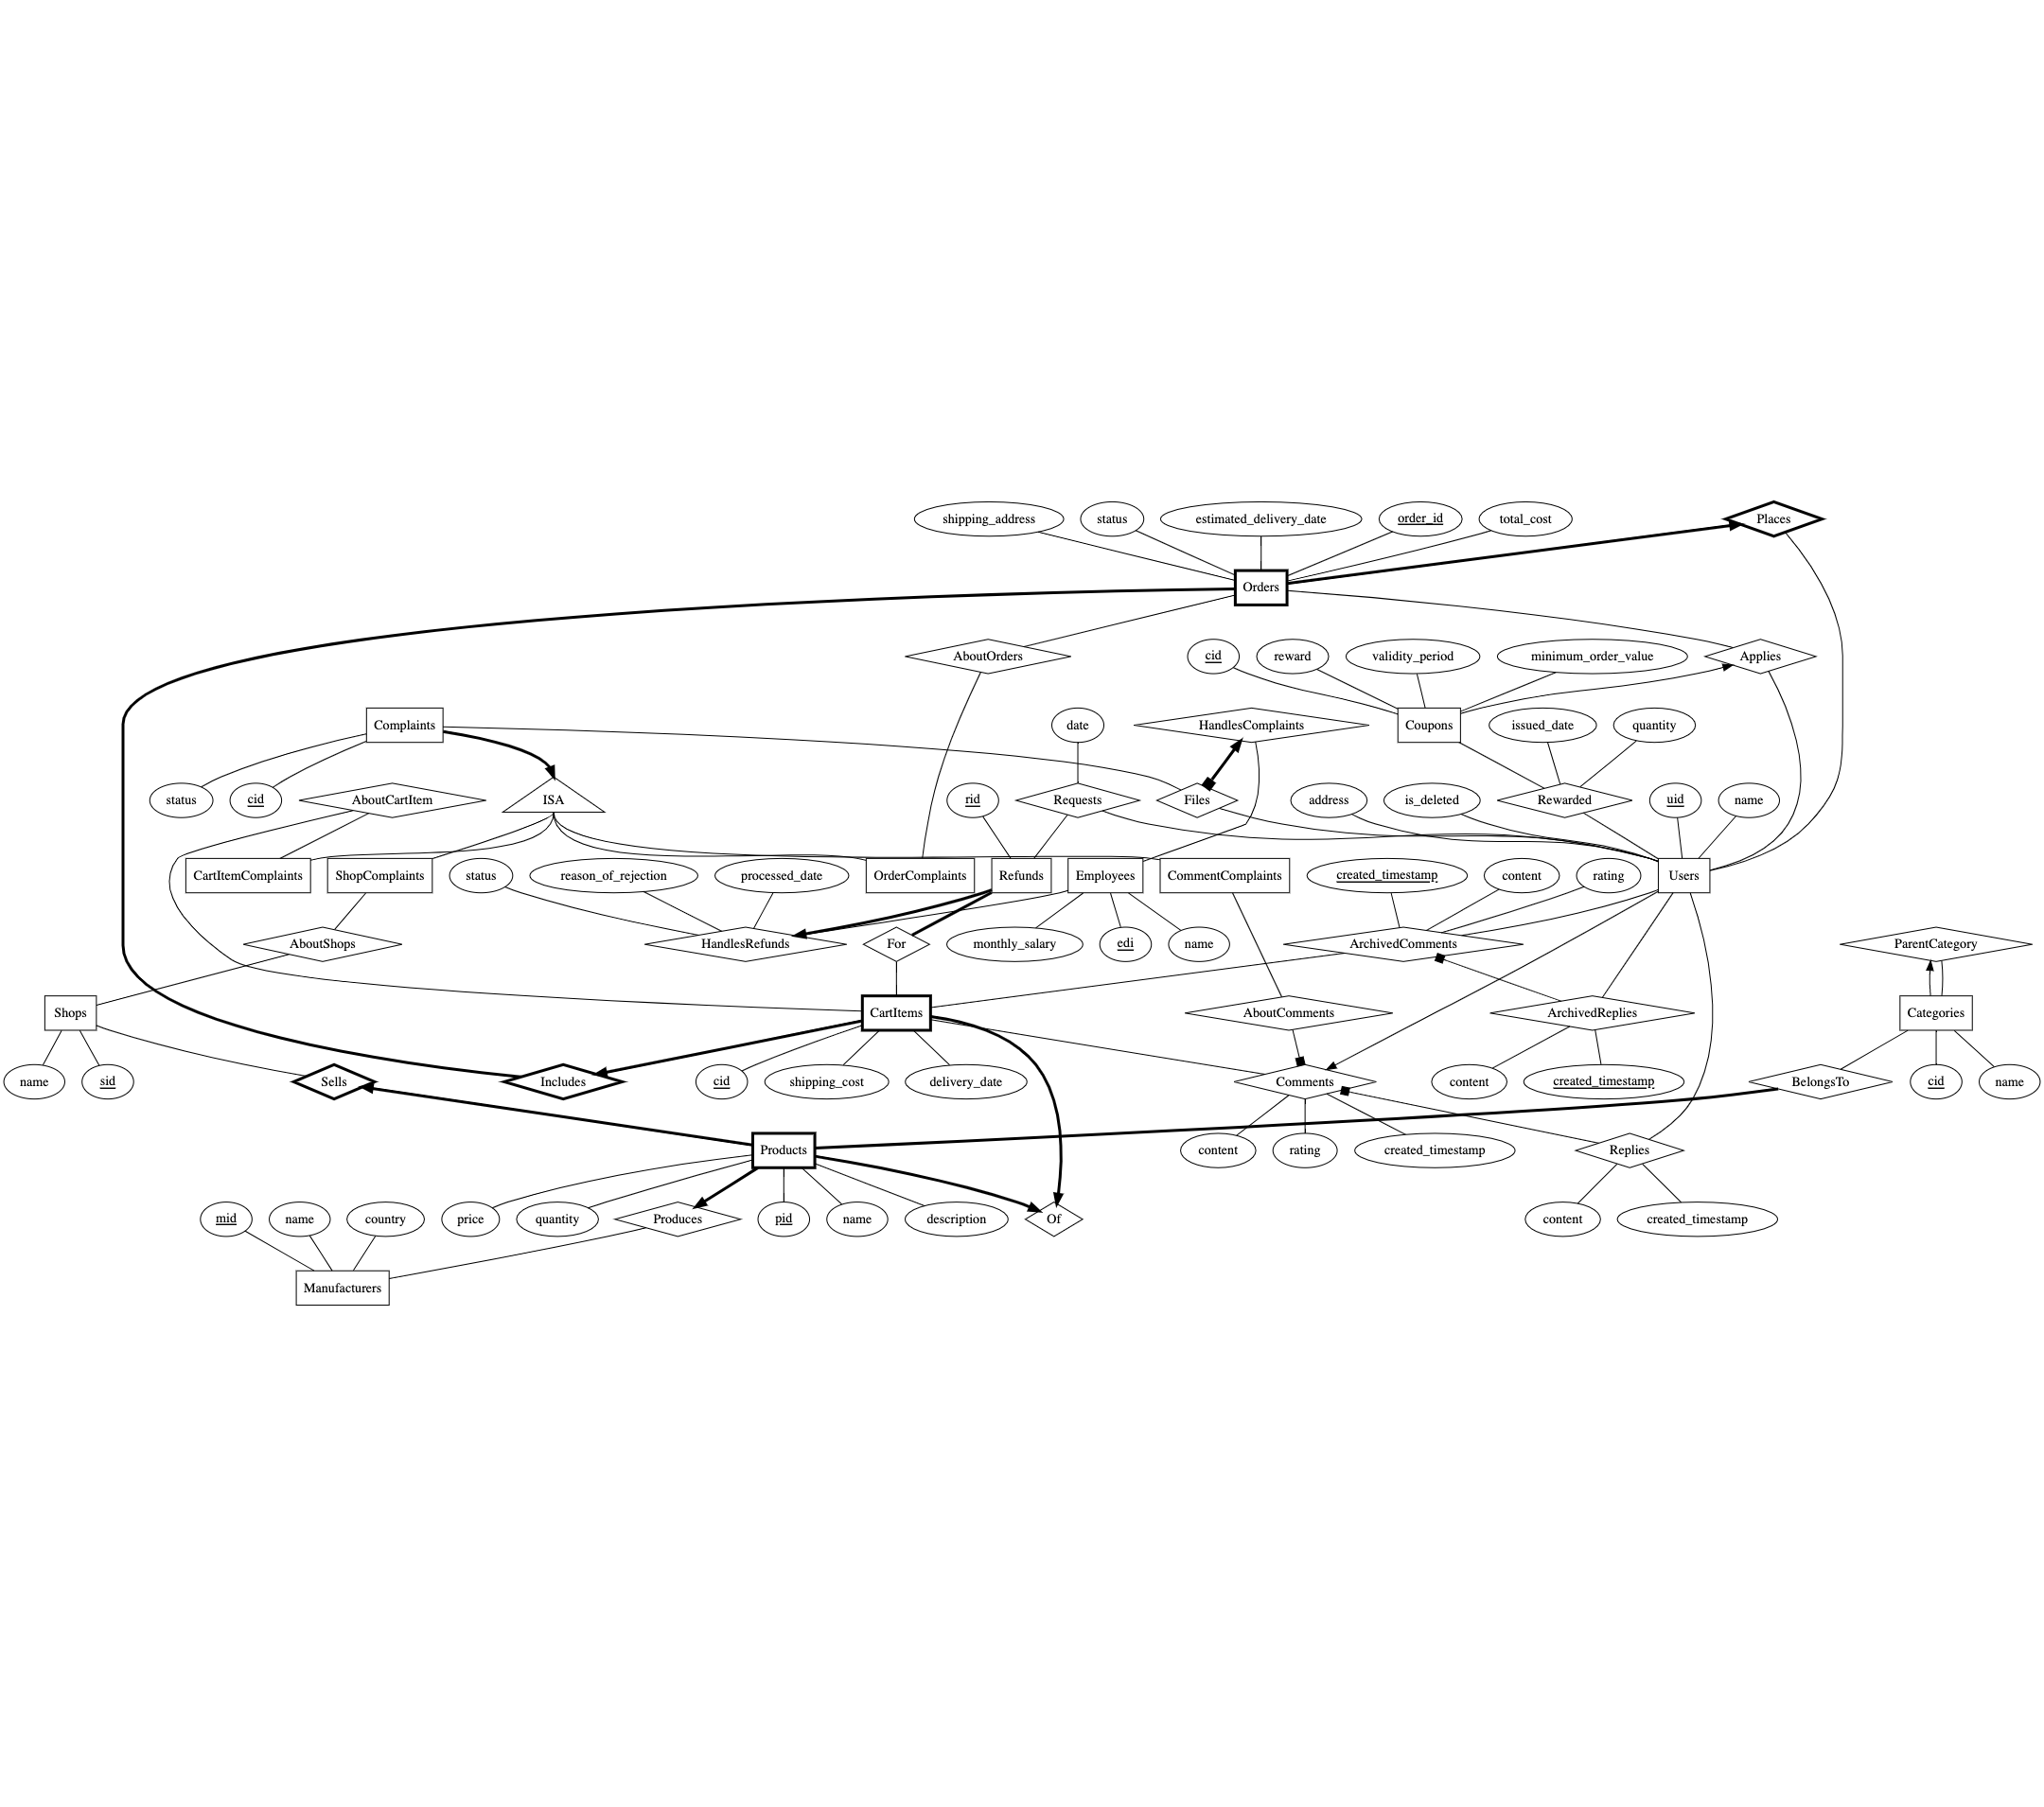 shipping_address
status
estimated_delivery_date
order_id
total_cost
Places
Orders
AboutOrders
cid
reward
validity_period
minimum_order_value
Applies
Complaints
date
HandlesComplaints
Coupons
issued_date
quantity
status
cid
AboutCartItem
ISA
rid
Requests
Files
address
is_deleted
Rewarded
uid
name
CartItemComplaints
ShopComplaints
status
reason_of_rejection
processed_date
OrderComplaints
Refunds
Employees
CommentComplaints
created_timestamp
content
rating
Users
AboutShops
HandlesRefunds
For
monthly_salary
edi
name
ArchivedComments
ParentCategory
Shops
CartItems
AboutComments
ArchivedReplies
Categories
name
sid
Sells
Includes
cid
shipping_cost
delivery_date
Comments
content
created_timestamp
BelongsTo
cid
name
Products
content
rating
created_timestamp
Replies
mid
name
country
price
quantity
Produces
pid
name
description
Of
content
created_timestamp
Manufacturers